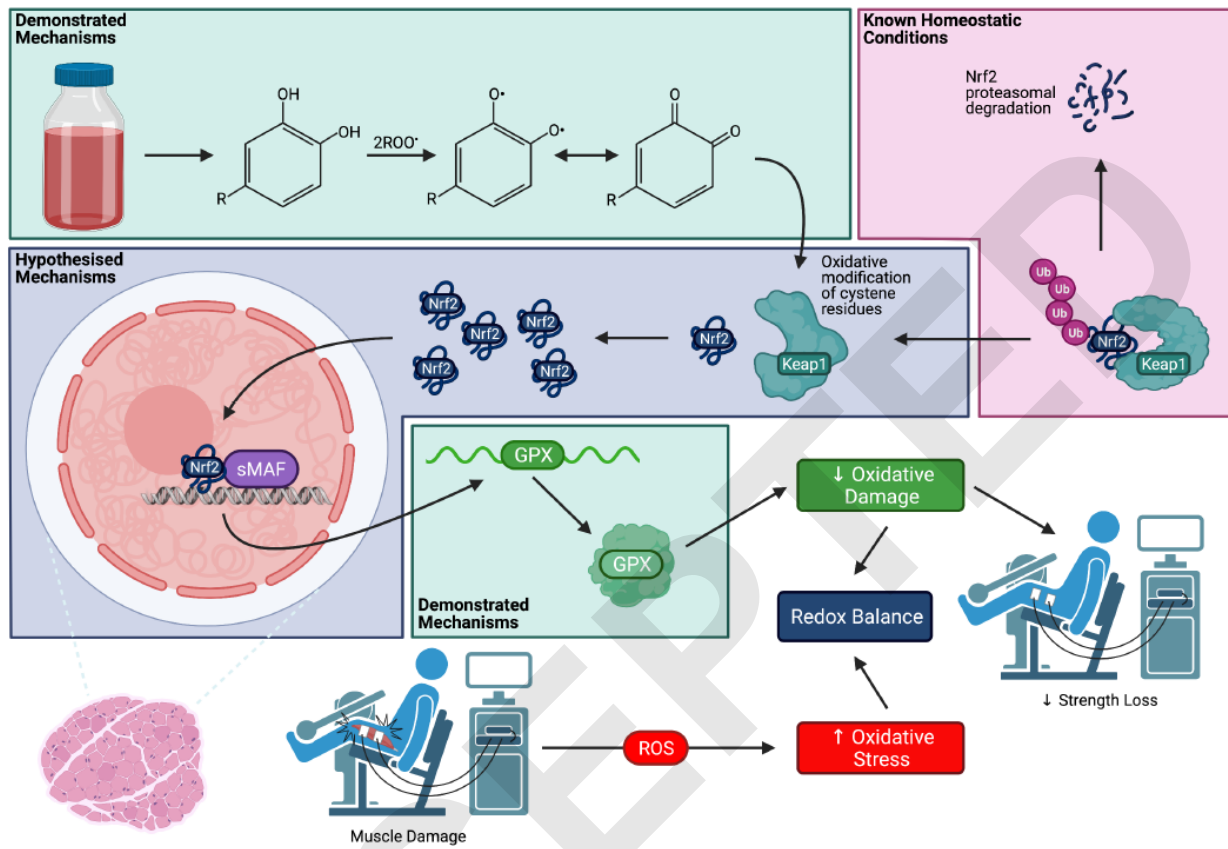 Demonstrated
Mechanisms
OH
OH
R
2ROO•
O•
O•
R
O
O
R
Known Homeostatic
Conditions
Nrf2
proteasomal
degradation
Ub
Ub
Ub
Ub
Nrf2
Keap1
Hypothesised
Mechanisms
Oxidative
modification
of cystene
residues
Nrf2
Keap1
Nrf2
Nrf2
Nrf2
Nrf2
Nrf2
Nrf2
sMAF
GPX
GPX
Demonstrated
Mechanisms
↓ Oxidative
Damage
Redox Balance
↓ Strength Loss
ROS
↑ Oxidative
Stress
Muscle Damage
EPTED